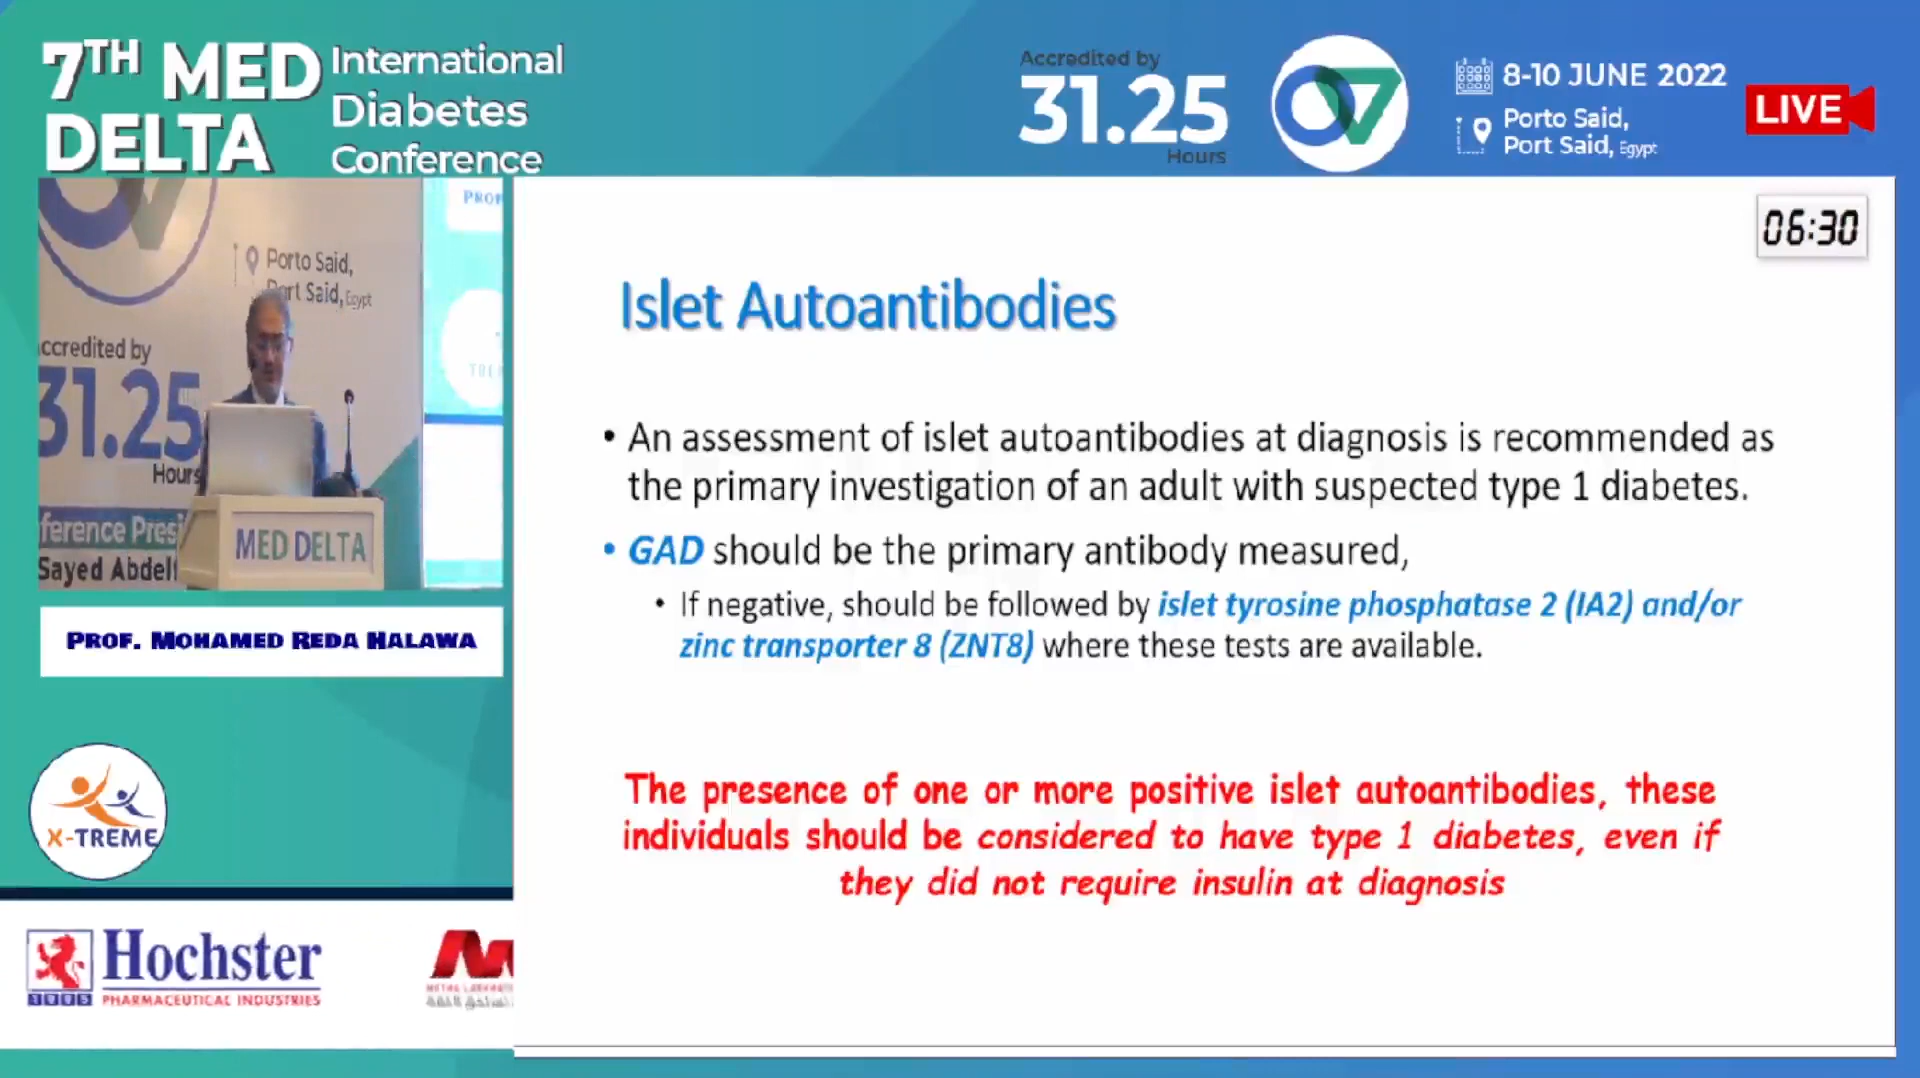 7TH MED
DELTA
International
Diabetes
Conference
Accredited by
31.25
Hours
8-10 JUNE 2022
Porto Said,
Port Said, Egypt
LIVE
PROF
Porto Said,
Port Said, Egypt
ccredited by
31.25
Hours
ference Presi
Sayed Abdel
MED DELTA
PROF. MOHAMED REDA HALAWA
X-TREME
Hochster
1995
PHARMACEUTICAL INDUSTRIES
06:30
Islet Autoantibodies
• An assessment of islet autoantibodies at diagnosis is recommended as
the primary investigation of an adult with suspected type 1 diabetes.
• GAD should be the primary antibody measured,
• If negative, should be followed by islet tyrosine phosphatase 2 (IA2) and/or
zinc transporter 8 (ZNT8) where these tests are available.
The presence of one or more positive islet autoantibodies, these
individuals should be considered to have type 1 diabetes, even if
they did not require insulin at diagnosis